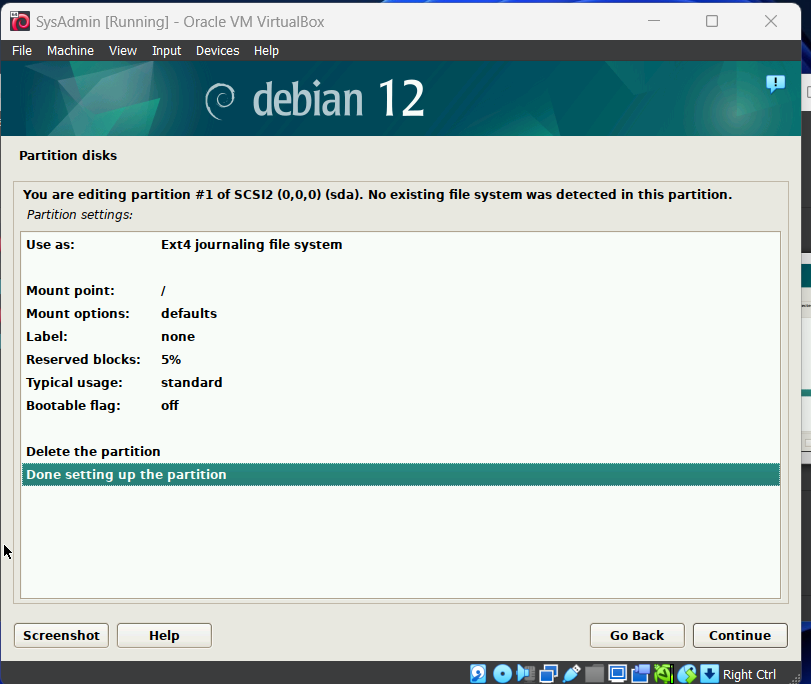 SysAdmin [Running] - Oracle VM VirtualBox
File Machine View Input Devices Help
debian 12
Partition disks
You are editing partition #1 of SCSI2 (0,0,0) (sda). No existing file system was detected in this partition.
Partition settings:
Use as: Ext4 journaling file system
Mount point: /
Mount options: defaults
Label: none
Reserved blocks: 5%
Typical usage: standard
Bootable flag: off
Delete the partition
Done setting up the partition
Screenshot Help Go Back Continue
Right Ctrl